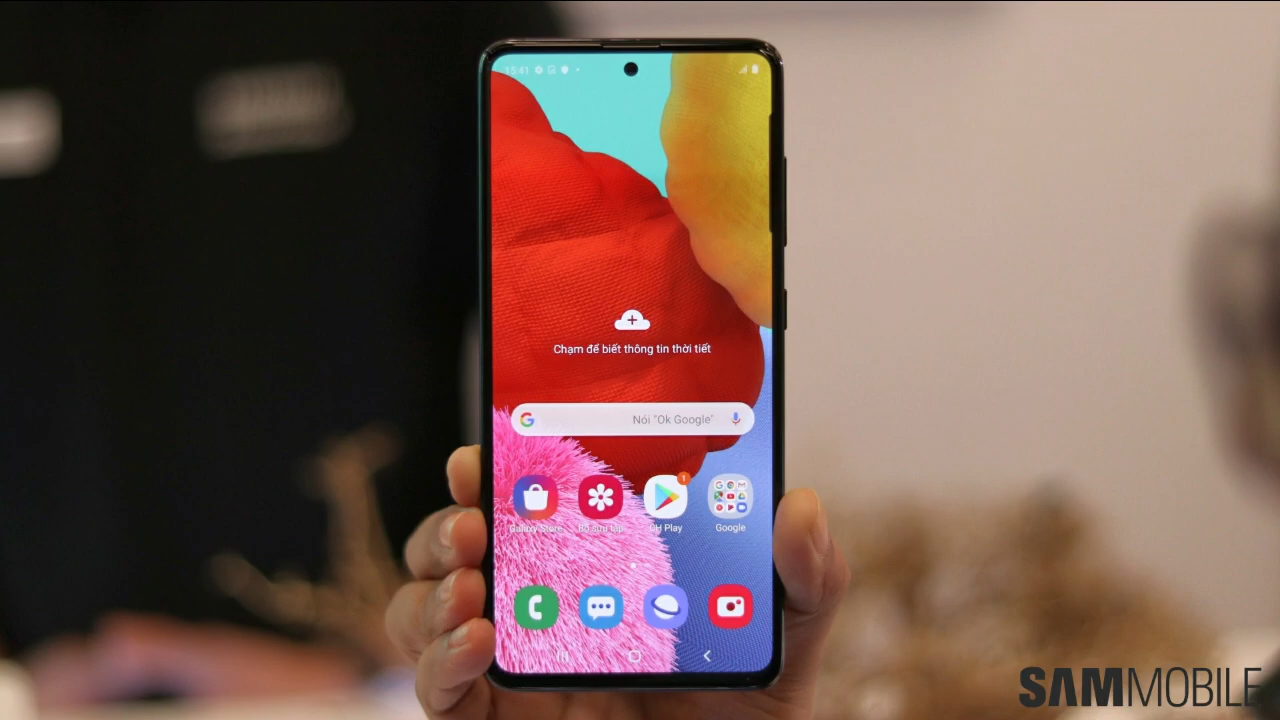 15:41
Chạm để biết thông tin thời tiết
Nói "Ok Google"
1
Galaxy Store
Bộ sưu tập
CH Play
Google
SAMMOBILE